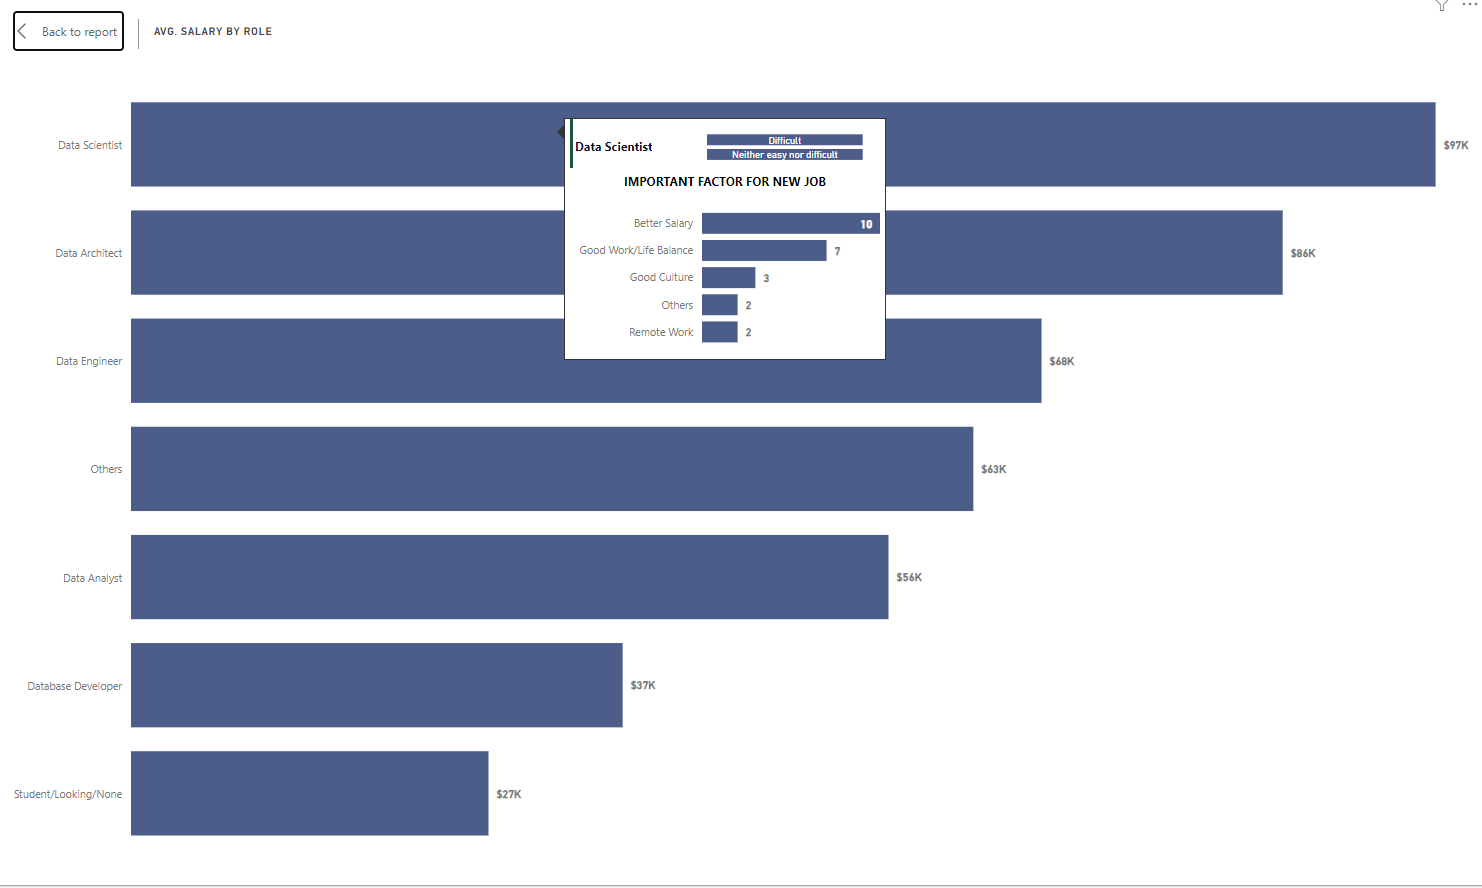 Back to report
AVG. SALARY BY ROLE
Data Scientist
$97K
Data Scientist
Difficult
Neither easy nor difficult
IMPORTANT FACTOR FOR NEW JOB
Better Salary 10
Good Work/Life Balance 7
Good Culture 3
Others 2
Remote Work 2
Data Architect $86K
Data Engineer $68K
Others $63K
Data Analyst $56K
Database Developer $37K
Student/Looking/None $27K